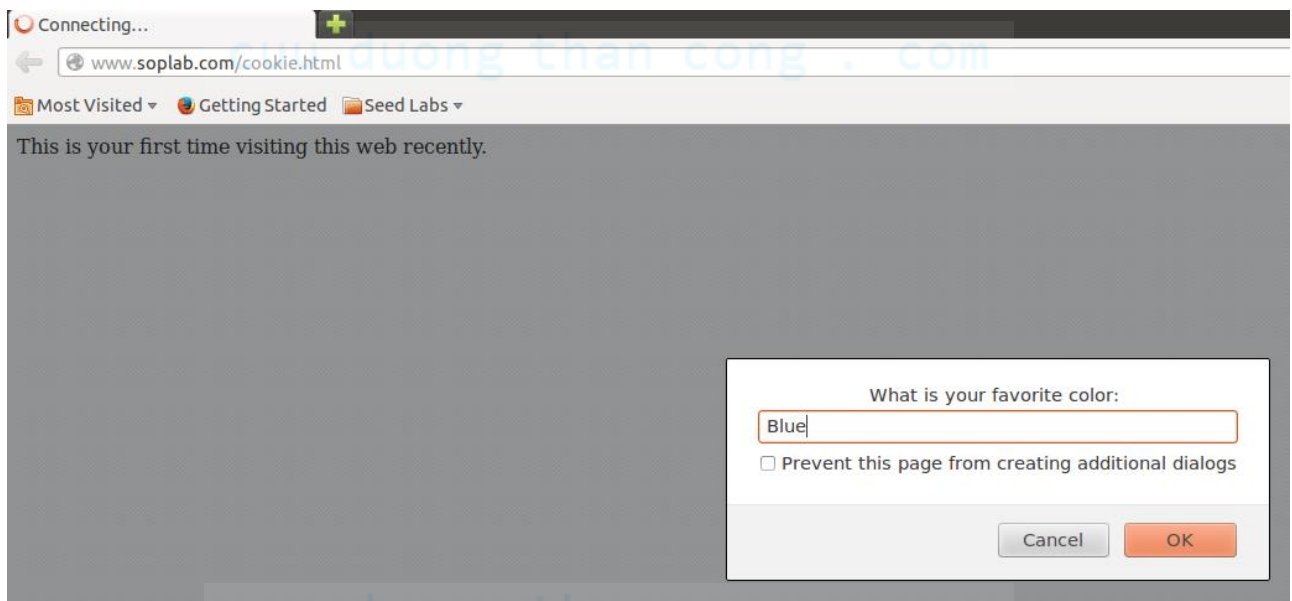 Connecting...
cuu duong than cong . com
www.soplab.com/cookie.html
Most Visited
Getting Started
Seed Labs
This is your first time visiting this web recently.
What is your favorite color:
Blue
Prevent this page from creating additional dialogs
Cancel
OK